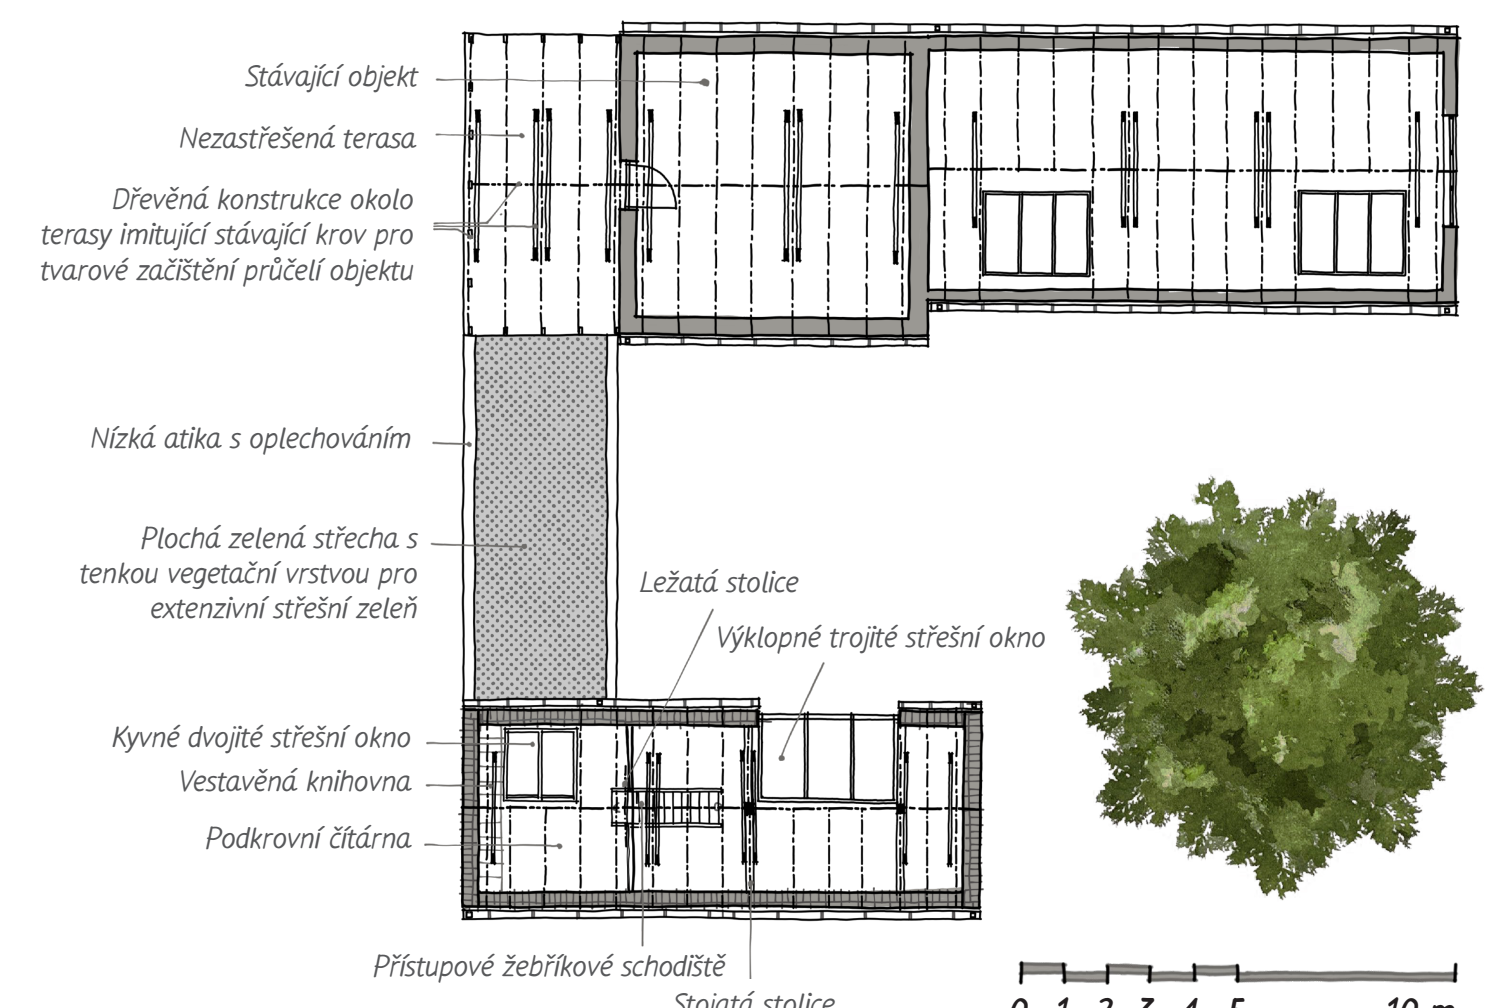 Stávající objekt
Nezastřešená terasa
Dřevěná konstrukce okolo
terasy imitující stávající krov pro
tvarové začištění průčelí objektu
Nízká atika s oplechováním
Plochá zelená střecha s
tenkou vegetační vrstvou pro
extenzivní střešní zeleň
Ležatá stolice
Výklopné trojité střešní okno
Kyvné dvojité střešní okno
Vestavěná knihovna
Podkrovní čítárna
Přístupové žebříkové schodiště
Stojatá stolice
0 1 2 3 4 5 10 m